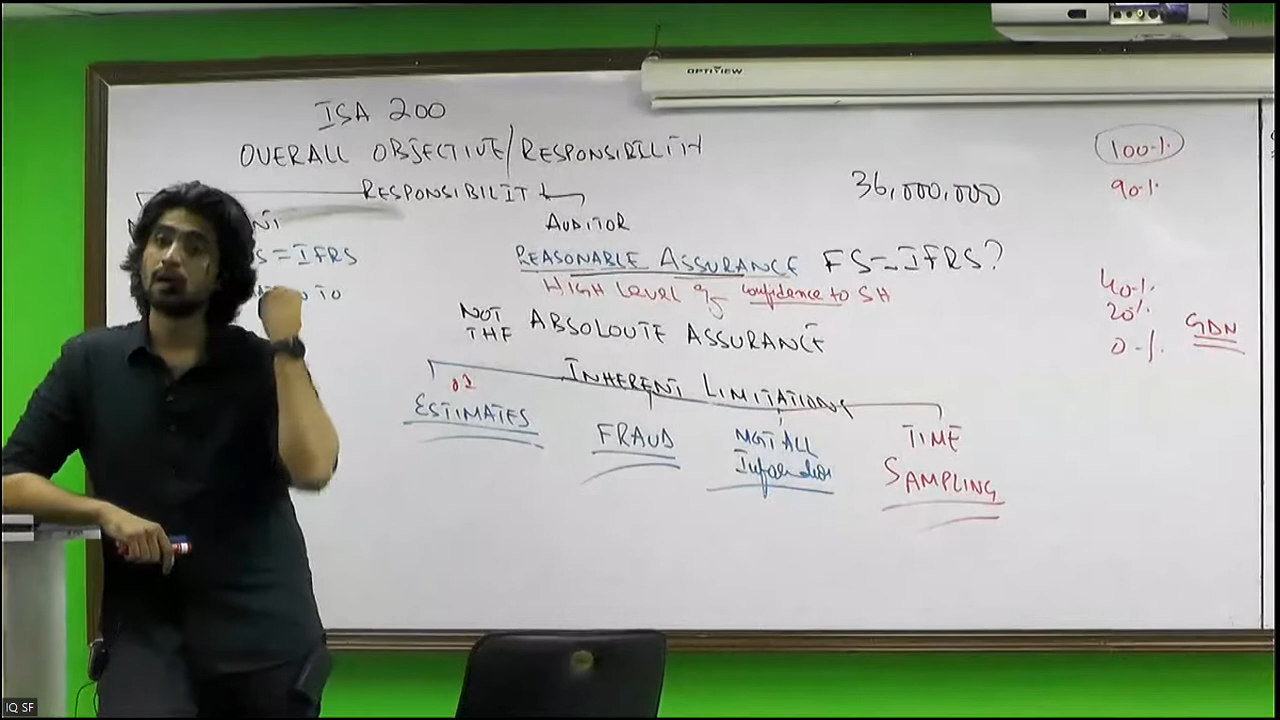 OPTIVIEW
ISA 200
OVERALL OBJECTIVE/RESPONSIBILITY
RESPONSIBILIT
36,000,000
100%
90%
AUDITOR
S=IFRS
REASONABLE ASSURANCE FS=IFRS?
HIGH Level of confidence to SH
TO
40%
20%
0%
GDN
NOT THE ABSOLOUTE ASSURANCE
INHERENT LIMITATIONS
ESTIMATES
FRAUD
MGT ALL
TIME
SAMPLING
IQ SF